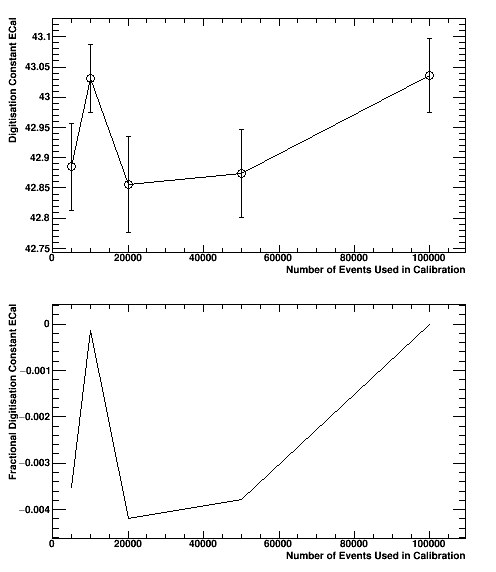 Digitisation Constant ECal
43.1
43.05
43
42.95
42.9
42.85
42.8
42.75
0 20000 40000 60000 80000 100000
Number of Events Used in Calibration
Fractional Digitisation Constant ECal
0
−0.001
−0.002
−0.003
−0.004
0 20000 40000 60000 80000 100000
Number of Events Used in Calibration